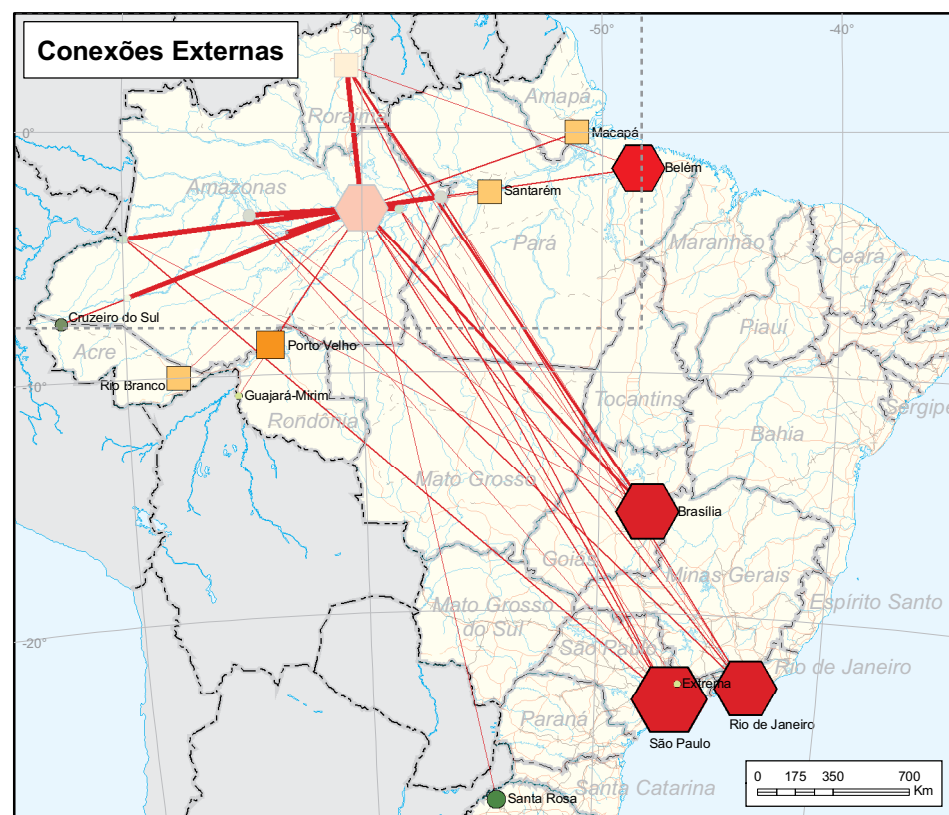 Conexões Externas
-60
-50
-40
Amapá
Roraima
Macapá
0°
Belém
Amazonas
Santarém
Pará
Maranhão
Ceará
Cruzeiro do Sul
Piauí
Acre
Porto Velho
Rio Branco
-10
Guajará-Mirim
Tocantins
Sergipe
Rondônia
Bahia
Mato Grosso
Brasília
Goiás
Minas Gerais
Mato Grosso
do Sul
Espírito Santo
-20
São Paulo
Rio de Janeiro
Extrema
Paraná
Rio de Janeiro
São Paulo
0 175 350 700
Km
Santa Catarina
Santa Rosa